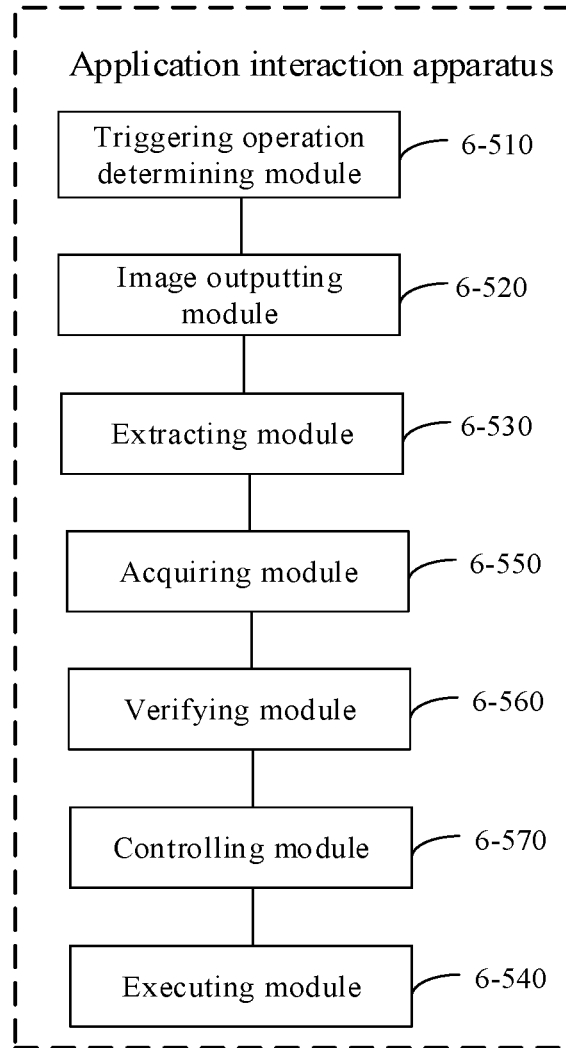 Application interaction apparatus
Triggering operation
determining module
6-510
Image outputting
module
6-520
Extracting module
6-530
Acquiring module
6-550
Verifying module
6-560
Controlling module
6-570
Executing module
6-540